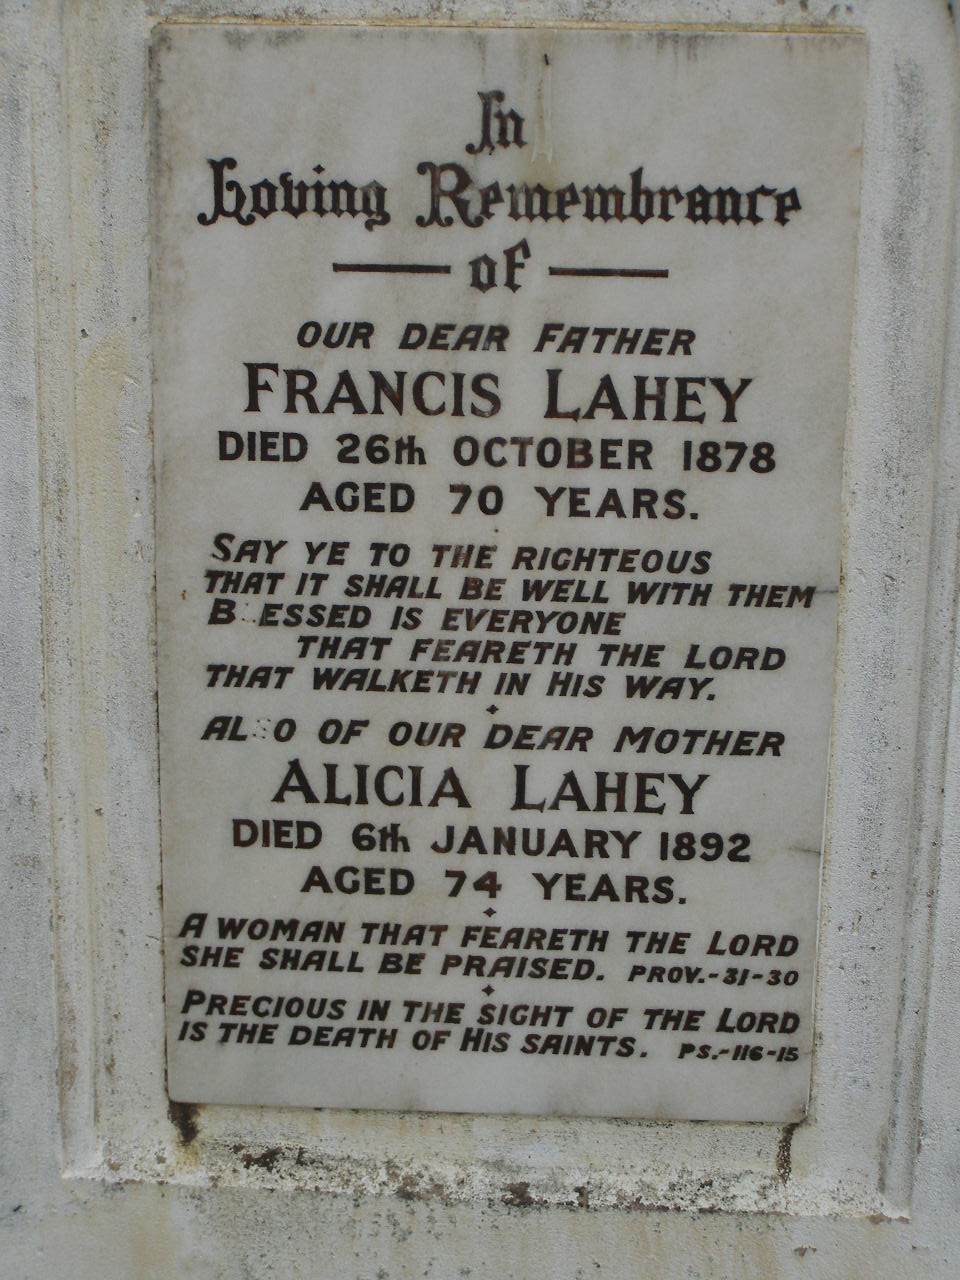 In
Loving Remembrance
of
OUR DEAR FATHER
FRANCIS LAHEY
DIED 26th OCTOBER 1878
AGED 70 YEARS.
SAY YE TO THE RIGHTEOUS
THAT IT SHALL BE WELL WITH THEM
BLESSED IS EVERYONE
THAT FEARETH THE LORD
THAT WALKETH IN HIS WAY.
ALSO OF OUR DEAR MOTHER
ALICIA LAHEY
DIED 6th JANUARY 1892
AGED 74 YEARS.
A WOMAN THAT FEARETH THE LORD
SHE SHALL BE PRAISED. PROV.-31-30
PRECIOUS IN THE SIGHT OF THE LORD
IS THE DEATH OF HIS SAINTS. PS.-116-15